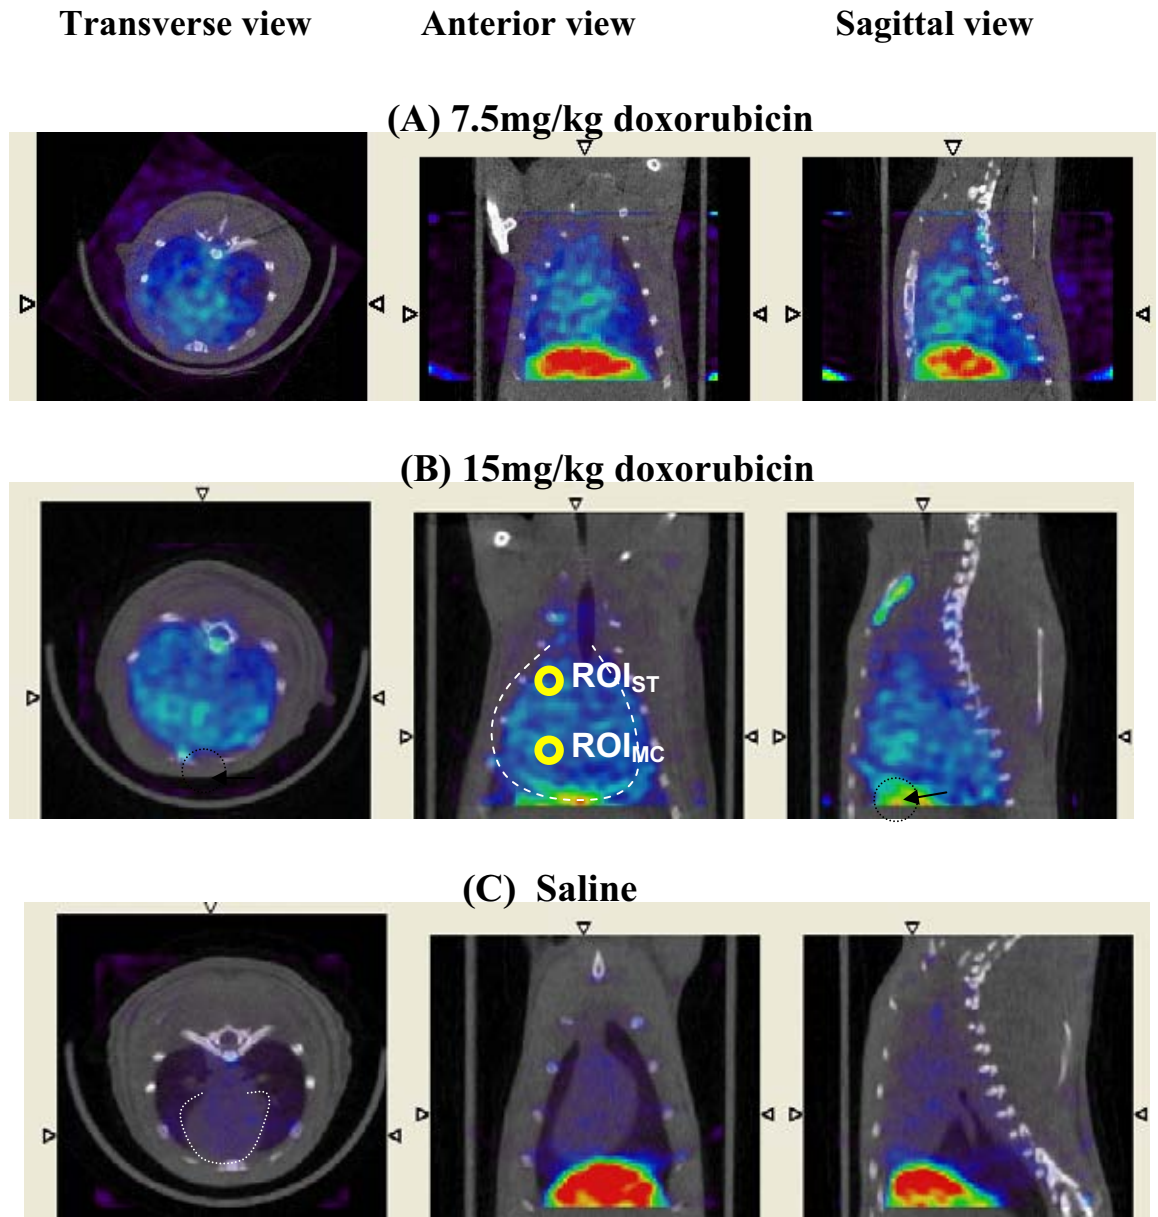 Transverse view Anterior view Sagittal view
(A) 7.5mg/kg doxorubicin
(B) 15mg/kg doxorubicin
ROIST
ROIMC
(C) Saline